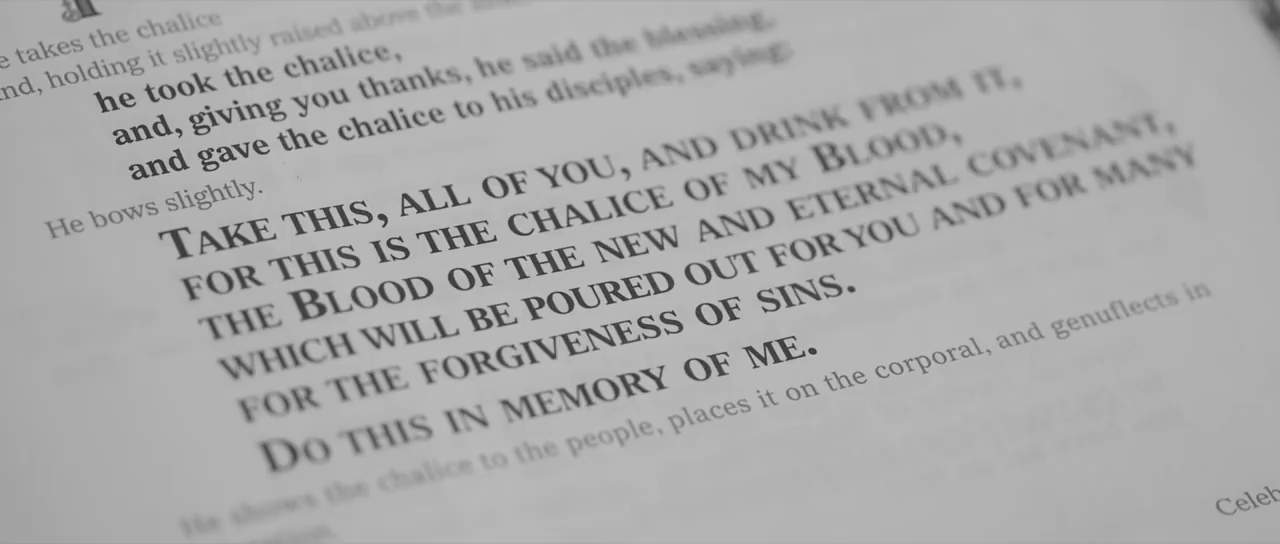 e takes the chalice
nd, holding it slightly raised above the
he took the chalice,
and, giving you thanks, he said the blessing,
and gave the chalice to his disciples, saying:
He bows slightly.
TAKE THIS, ALL OF YOU, AND DRINK FROM IT,
FOR THIS IS THE CHALICE OF MY BLOOD,
THE BLOOD OF THE NEW AND ETERNAL COVENANT,
WHICH WILL BE POURED OUT FOR YOU AND FOR MANY
FOR THE FORGIVENESS OF SINS.
DO THIS IN MEMORY OF ME.
He shows the chalice to the people, places it on the corporal, and genuflects in
Celeb